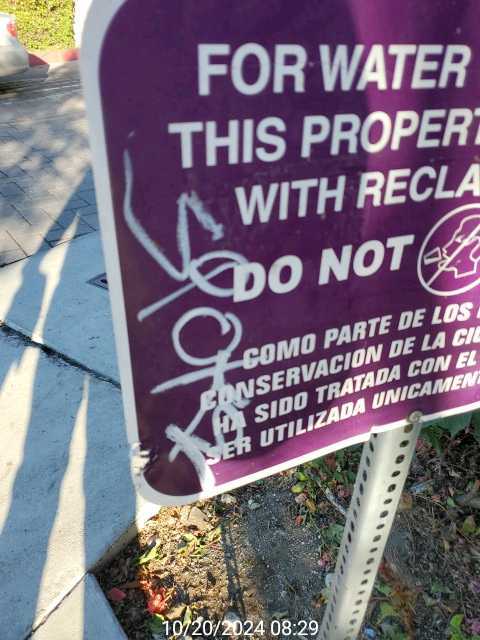 FOR WATER
THIS PROPERT
WITH RECLA
DO NOT
COMO PARTE DE LOS
CONSERVACION DE LA CIU
HA SIDO TRATADA CON EL
SER UTILIZADA UNICAMEN
10/20/2024 08:29